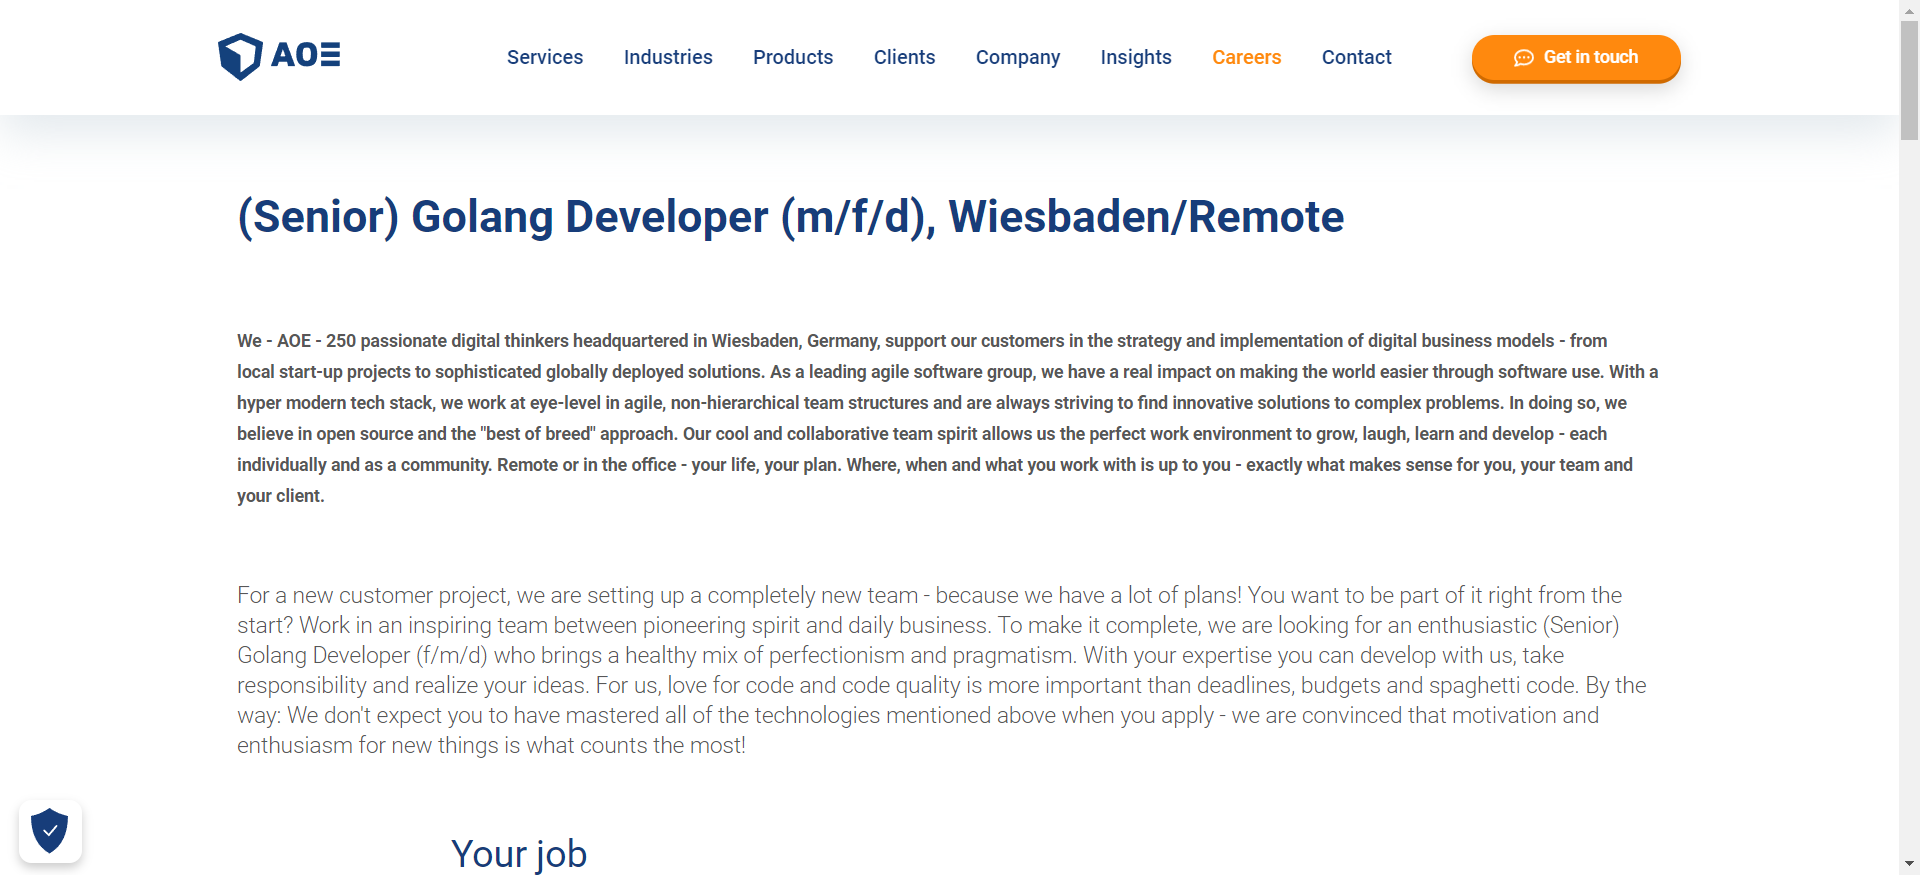 AOE
Services Industries Products Clients Company Insights Careers Contact
Get in touch
(Senior) Golang Developer (m/f/d), Wiesbaden/Remote
We - AOE - 250 passionate digital thinkers headquartered in Wiesbaden, Germany, support our customers in the strategy and implementation of digital business models - from
local start-up projects to sophisticated globally deployed solutions. As a leading agile software group, we have a real impact on making the world easier through software use. With a
hyper modern tech stack, we work at eye-level in agile, non-hierarchical team structures and are always striving to find innovative solutions to complex problems. In doing so, we
believe in open source and the "best of breed" approach. Our cool and collaborative team spirit allows us the perfect work environment to grow, laugh, learn and develop - each
individually and as a community. Remote or in the office - your life, your plan. Where, when and what you work with is up to you - exactly what makes sense for you, your team and
your client.
For a new customer project, we are setting up a completely new team - because we have a lot of plans! You want to be part of it right from the
start? Work in an inspiring team between pioneering spirit and daily business. To make it complete, we are looking for an enthusiastic (Senior)
Golang Developer (f/m/d) who brings a healthy mix of perfectionism and pragmatism. With your expertise you can develop with us, take
responsibility and realize your ideas. For us, love for code and code quality is more important than deadlines, budgets and spaghetti code. By the
way: We don't expect you to have mastered all of the technologies mentioned above when you apply - we are convinced that motivation and
enthusiasm for new things is what counts the most!
Your job